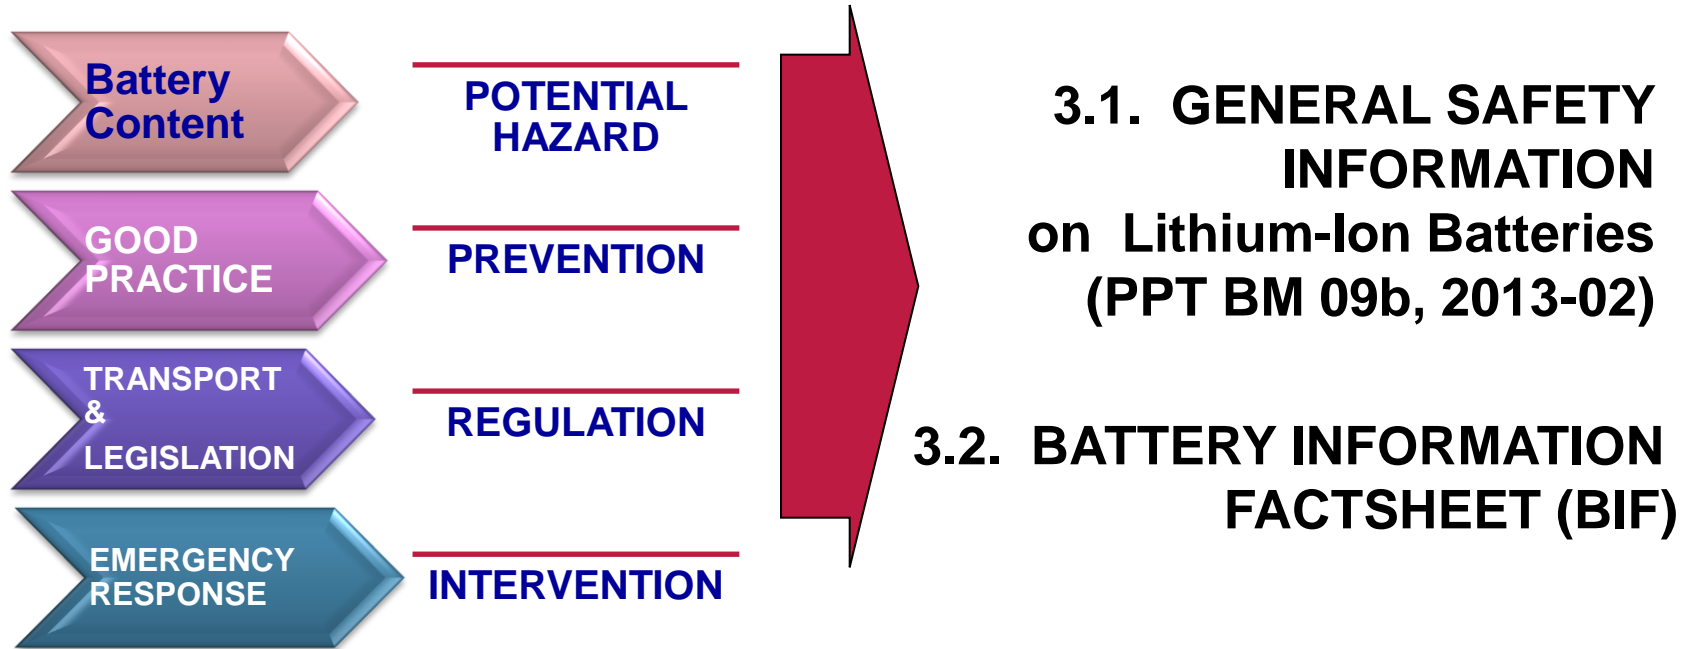 Battery
Content
POTENTIAL
HAZARD
GOOD
PRACTICE
PREVENTION
TRANSPORT
&
LEGISLATION
REGULATION
EMERGENCY
RESPONSE
INTERVENTION
3.1. GENERAL SAFETY
INFORMATION
on Lithium-Ion Batteries
(PPT BM 09b, 2013-02)
3.2. BATTERY INFORMATION
FACTSHEET (BIF)